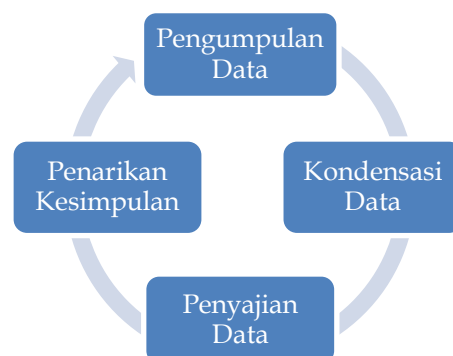 Pengumpulan
Data
Kondensasi
Data
Penyajian
Data
Penarikan
Kesimpulan